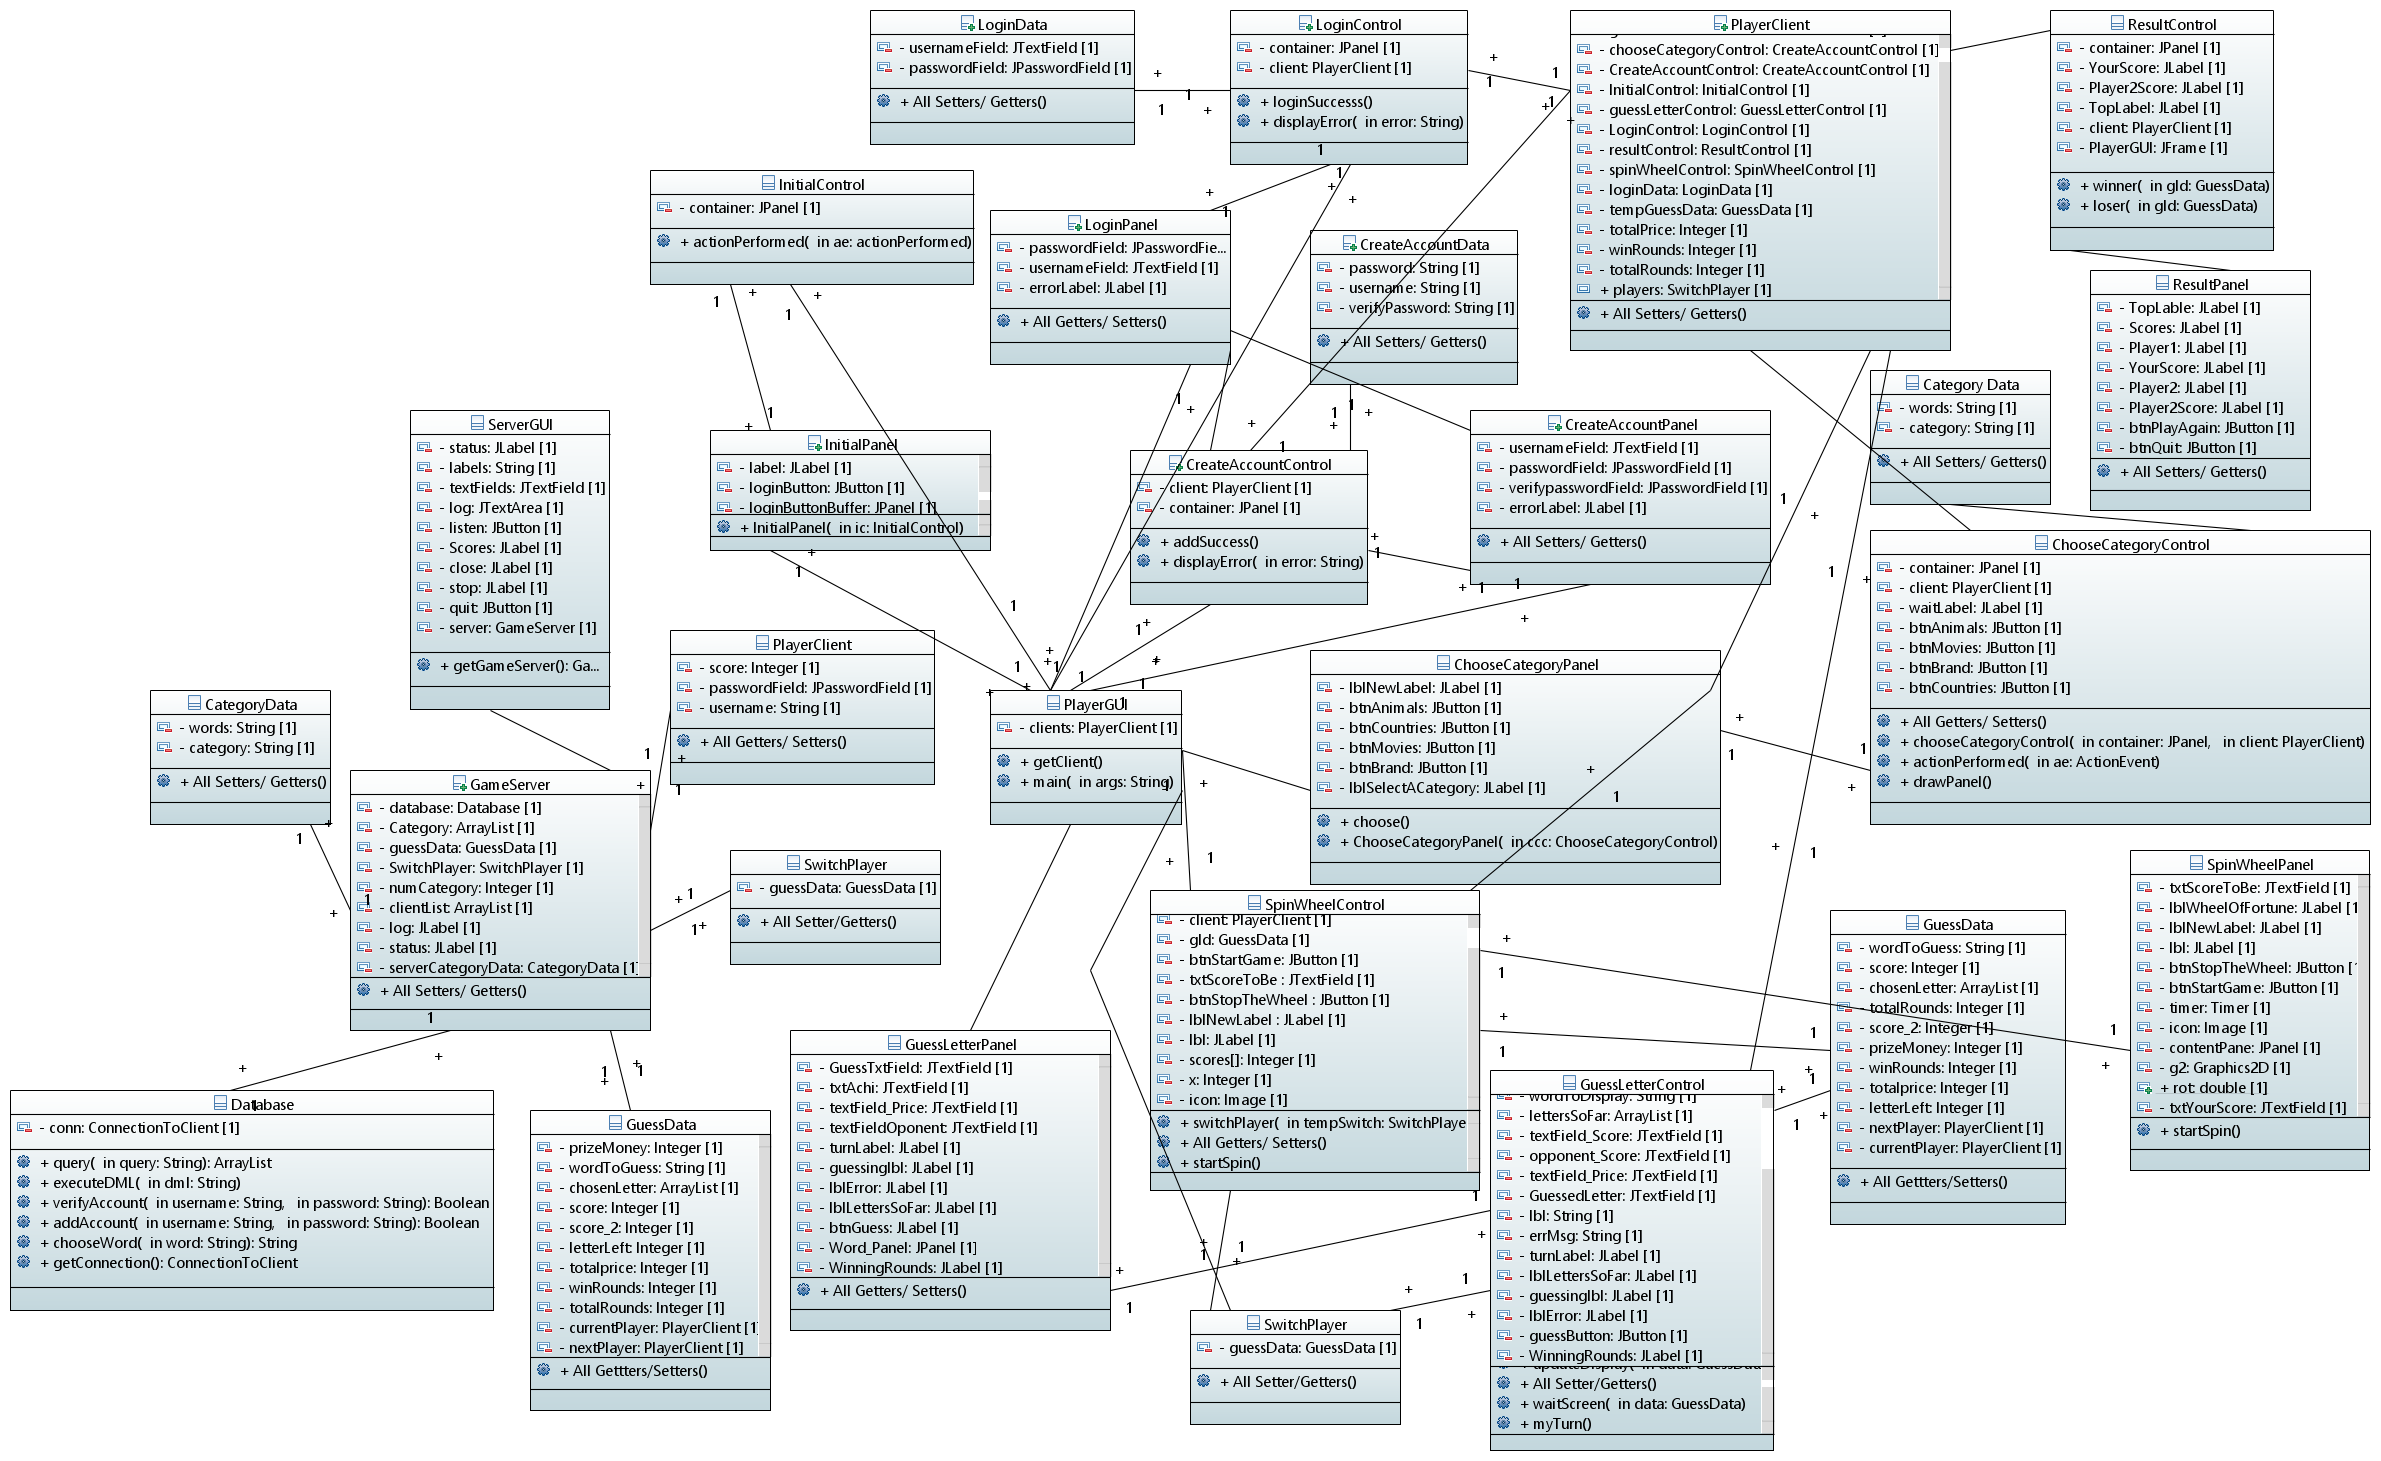 LoginData
- usernameField: JTextField [1]
- passwordField: JPasswordField [1]
+ All Setters/ Getters()
LoginControl
- container: JPanel [1]
- client: PlayerClient [1]
+ loginSuccesss()
+ displayError( in error: String)
PlayerClient
- chooseCategoryControl: CreateAccountControl [1]
- CreateAccountControl: CreateAccountControl [1]
- InitialControl: InitialControl [1]
- guessLetterControl: GuessLetterControl [1]
- LoginControl: LoginControl [1]
- resultControl: ResultControl [1]
- spinWheelControl: SpinWheelControl [1]
- loginData: LoginData [1]
- tempGuessData: GuessData [1]
- totalPrice: Integer [1]
- winRounds: Integer [1]
- totalRounds: Integer [1]
+ players: SwitchPlayer [1]
+ All Setters/ Getters()
ResultControl
- container: JPanel [1]
- YourScore: JLabel [1]
- Player2Score: JLabel [1]
- TopLabel: JLabel [1]
- client: PlayerClient [1]
- PlayerGUI: JFrame [1]
+ winner( in gld: GuessData)
+ loser( in gld: GuessData)
InitialControl
- container: JPanel [1]
+ actionPerformed( in ae: actionPerformed)
LoginPanel
- passwordField: JPasswordFie...
- usernameField: JTextField [1]
- errorLabel: JLabel [1]
+ All Getters/ Setters()
CreateAccountData
- password: String [1]
- username: String [1]
- verifyPassword: String [1]
+ All Setters/ Getters()
ResultPanel
- TopLable: JLabel [1]
- Scores: JLabel [1]
- Player1: JLabel [1]
- YourScore: JLabel [1]
- Player2: JLabel [1]
- Player2Score: JLabel [1]
- btnPlayAgain: JButton [1]
- btnQuit: JButton [1]
+ All Setters/ Getters()
Category Data
- words: String [1]
- category: String [1]
+ All Setters/ Getters()
ServerGUI
- status: JLabel [1]
- labels: String [1]
- textFields: JTextField [1]
- log: JTextArea [1]
- listen: JButton [1]
- Scores: JLabel [1]
- close: JLabel [1]
- stop: JLabel [1]
- quit: JButton [1]
- server: GameServer [1]
+ getGameServer(): Ga...
InitialPanel
- label: JLabel [1]
- loginButton: JButton [1]
- loginButtonBuffer: JPanel [1]
+ InitialPanel( in ic: InitialControl)
CreateAccountControl
- client: PlayerClient [1]
- container: JPanel [1]
+ addSuccess()
+ displayError( in error: String)
CreateAccountPanel
- usernameField: JTextField [1]
- passwordField: JPasswordField [1]
- verifypasswordField: JPasswordField [1]
- errorLabel: JLabel [1]
+ All Setters/ Getters()
ChooseCategoryControl
- container: JPanel [1]
- client: PlayerClient [1]
- waitLabel: JLabel [1]
- btnAnimals: JButton [1]
- btnMovies: JButton [1]
- btnBrand: JButton [1]
- btnCountries: JButton [1]
+ All Getters/ Setters()
+ chooseCategoryControl( in container: JPanel, in client: PlayerClient)
+ actionPerformed( in ae: ActionEvent)
+ drawPanel()
PlayerClient
- score: Integer [1]
- passwordField: JPasswordField [1]
- username: String [1]
+ All Getters/ Setters()
CategoryData
- words: String [1]
- category: String [1]
+ All Setters/ Getters()
PlayerGUI
- clients: PlayerClient [1]
+ getClient()
+ main( in args: String)
ChooseCategoryPanel
- lblNewLabel: JLabel [1]
- btnAnimals: JButton [1]
- btnCountries: JButton [1]
- btnMovies: JButton [1]
- btnBrand: JButton [1]
- lblSelectACategory: JLabel [1]
+ choose()
+ ChooseCategoryPanel( in ccc: ChooseCategoryControl)
GameServer
- database: Database [1]
- Category: ArrayList [1]
- guessData: GuessData [1]
- SwitchPlayer: SwitchPlayer [1]
- numCategory: Integer [1]
- clientList: ArrayList [1]
- log: JLabel [1]
- status: JLabel [1]
- serverCategoryData: CategoryData [1]
+ All Setters/ Getters()
SwitchPlayer
- guessData: GuessData [1]
+ All Setter/Getters()
SpinWheelControl
- client: PlayerClient [1]
- gld: GuessData [1]
- btnStartGame: JButton [1]
- txtScoreToBe : JTextField [1]
- btnStopTheWheel : JButton [1]
- lblNewLabel : JLabel [1]
- lbl: JLabel [1]
- scores[]: Integer [1]
- x: Integer [1]
- icon: Image [1]
+ switchPlayer( in tempSwitch: SwitchPlaye
+ All Getters/ Setters()
+ startSpin()
GuessData
- wordToGuess: String [1]
- score: Integer [1]
- chosenLetter: ArrayList [1]
- totalRounds: Integer [1]
- score_2: Integer [1]
- prizeMoney: Integer [1]
- winRounds: Integer [1]
- totalprice: Integer [1]
- letterLeft: Integer [1]
- nextPlayer: PlayerClient [1]
- currentPlayer: PlayerClient [1]
+ All Gettters/Setters()
SpinWheelPanel
- txtScoreToBe: JTextField [1]
- lblWheelOfFortune: JLabel [1
- lblNewLabel: JLabel [1]
- lbl: JLabel [1]
- btnStopTheWheel: JButton [
- btnStartGame: JButton [1]
- timer: Timer [1]
- icon: Image [1]
- contentPane: JPanel [1]
- g2: Graphics2D [1]
+ rot: double [1]
- txtYourScore: JTextField [1]
+ startSpin()
Database
- conn: ConnectionToClient [1]
+ query( in query: String): ArrayList
+ executeDML( in dml: String)
+ verifyAccount( in username: String, in password: String): Boolean
+ addAccount( in username: String, in password: String): Boolean
+ chooseWord( in word: String): String
+ getConnection(): ConnectionToClient
GuessData
- prizeMoney: Integer [1]
- wordToGuess: String [1]
- chosenLetter: ArrayList [1]
- score: Integer [1]
- score_2: Integer [1]
- letterLeft: Integer [1]
- totalprice: Integer [1]
- winRounds: Integer [1]
- totalRounds: Integer [1]
- currentPlayer: PlayerClient [1]
- nextPlayer: PlayerClient [1]
+ All Gettters/Setters()
GuessLetterPanel
- GuessTxtField: JTextField [1]
- txtAchi: JTextField [1]
- textField_Price: JTextField [1]
- textFieldOponent: JTextField [1]
- turnLabel: JLabel [1]
- guessinglbl: JLabel [1]
- lblError: JLabel [1]
- lblLettersSoFar: JLabel [1]
- btnGuess: JLabel [1]
- Word_Panel: JPanel [1]
- WinningRounds: JLabel [1]
+ All Getters/ Setters()
GuessLetterControl
- wordToDisplay: String [1]
- lettersSoFar: ArrayList [1]
- textField_Score: JTextField [1]
- opponent_Score: JTextField [1]
- textField_Price: JTextField [1]
- GuessedLetter: JTextField [1]
- lbl: String [1]
- errMsg: String [1]
- turnLabel: JLabel [1]
- lblLettersSoFar: JLabel [1]
- guessinglbl: JLabel [1]
- lblError: JLabel [1]
- guessButton: JButton [1]
- WinningRounds: JLabel [1]
+ updateDisplay( in data: GuessData
+ All Setter/Getters()
+ waitScreen( in data: GuessData)
+ myTurn()
SwitchPlayer
- guessData: GuessData [1]
+ All Setter/Getters()